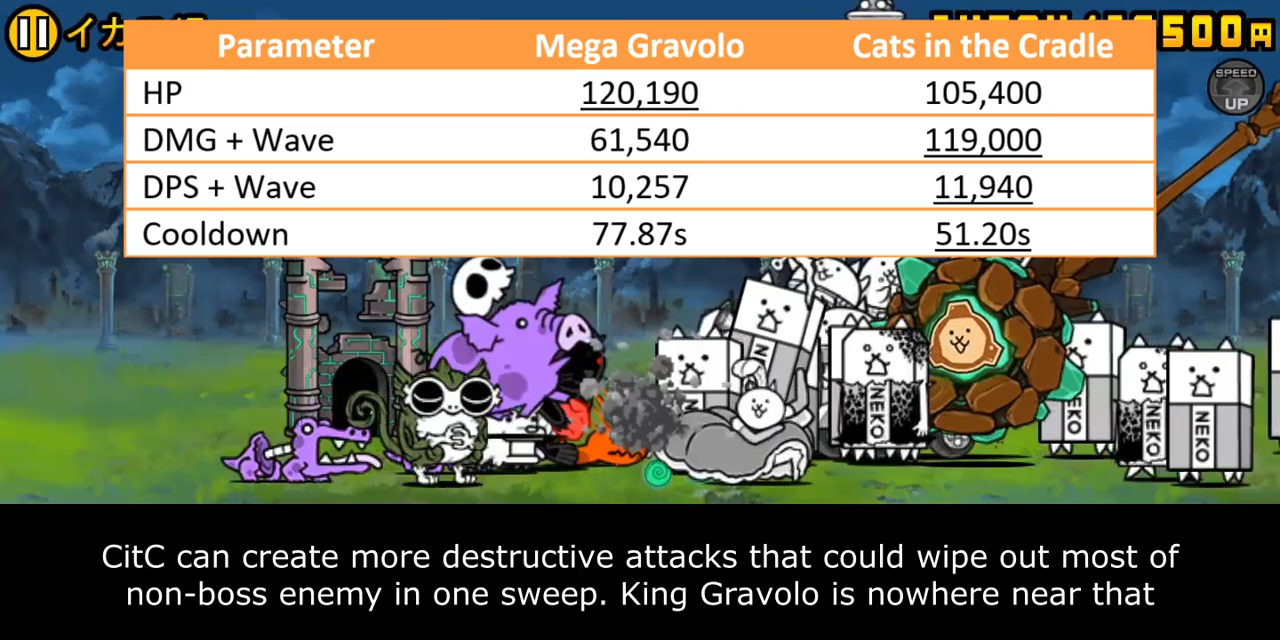 Parameter Mega Gravolo Cats in the Cradle
500円
HP 120,190 105,400
SPEED
UP
DMG + Wave 61,540 119,000
DPS + Wave 10,257 11,940
Cooldown 77.87s 51.20s
NEKO
NEKO
NEKO
CitC can create more destructive attacks that could wipe out most of
non-boss enemy in one sweep. King Gravolo is nowhere near that